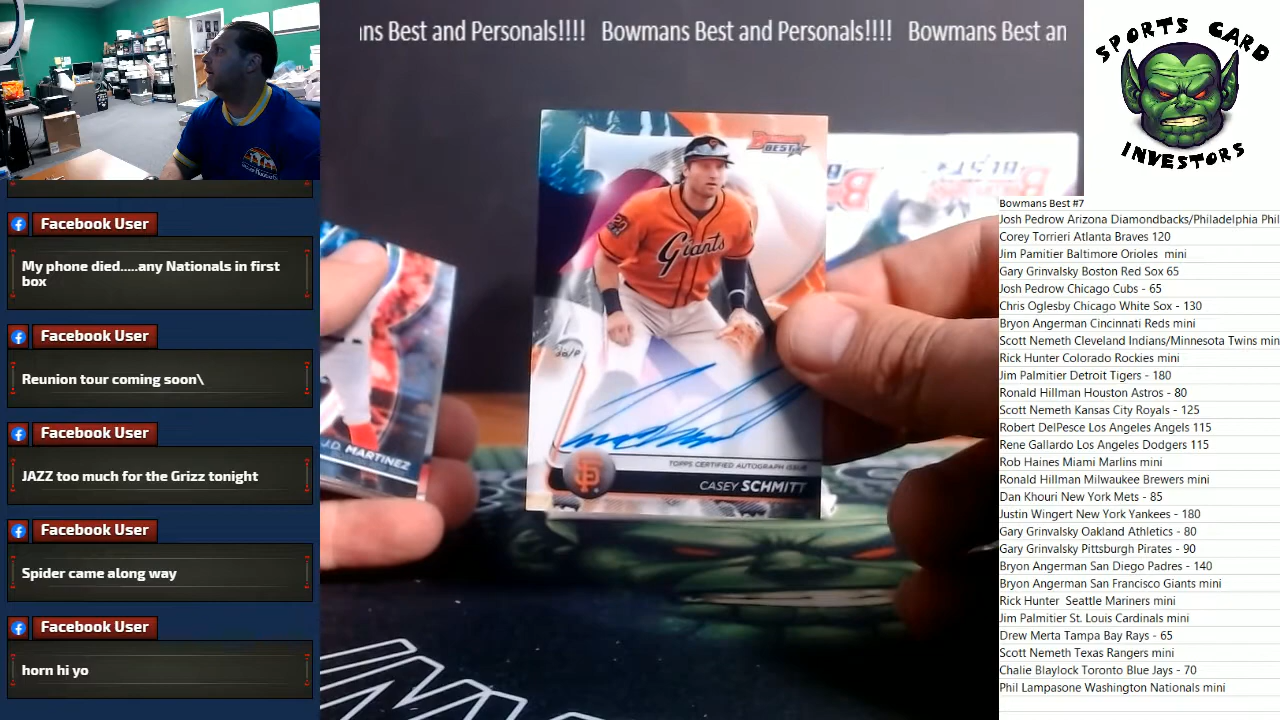 ns Best and Personals!!!! Bowmans Best and Personals!!!! Bowmans Best an
SPORTS CARD
INVESTORS
Facebook User
My phone died.....any Nationals in first
box
Facebook User
Reunion tour coming soon\
Facebook User
JAZZ too much for the Grizz tonight
Facebook User
Spider came along way
Facebook User
horn hi yo
BEST
Giants
J.D. MARTINEZ
TOPPS CERTIFIED AUTOGRAPH ISSUE
SF
CASEY SCHMITT
Bowmans Best #7
Josh Pedrow Arizona Diamondbacks/Philadelphia Phil
Corey Torrieri Atlanta Braves 120
Jim Pamitier Baltimore Orioles mini
Gary Grinvalsky Boston Red Sox 65
Josh Pedrow Chicago Cubs - 65
Chris Oglesby Chicago White Sox - 130
Bryon Angerman Cincinnati Reds mini
Scott Nemeth Cleveland Indians/Minnesota Twins min
Rick Hunter Colorado Rockies mini
Jim Palmitier Detroit Tigers - 180
Ronald Hillman Houston Astros - 80
Scott Nemeth Kansas City Royals - 125
Robert DelPesce Los Angeles Angels 115
Rene Gallardo Los Angeles Dodgers 115
Rob Haines Miami Marlins mini
Ronald Hillman Milwaukee Brewers mini
Dan Khouri New York Mets - 85
Justin Wingert New York Yankees - 180
Gary Grinvalsky Oakland Athletics - 80
Gary Grinvalsky Pittsburgh Pirates - 90
Bryon Angerman San Diego Padres - 140
Bryon Angerman San Francisco Giants mini
Rick Hunter Seattle Mariners mini
Jim Palmitier St. Louis Cardinals mini
Drew Merta Tampa Bay Rays - 65
Scott Nemeth Texas Rangers mini
Chalie Blaylock Toronto Blue Jays - 70
Phil Lampasone Washington Nationals mini